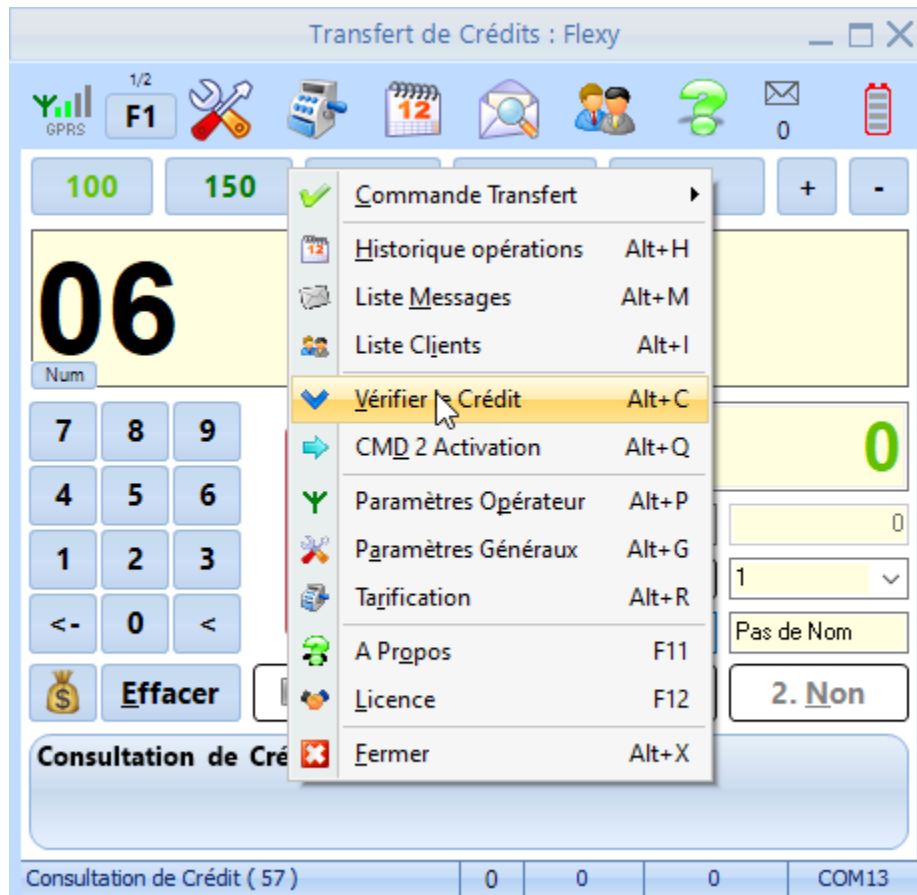 Transfert de Crédits : Flexy
1/2
GPRS
F1
12
0
100
150
+
-
06
Num
Commande Transfert
Historique opérations Alt+H
12
Liste Messages Alt+M
Liste Clients Alt+I
Vérifier le Crédit Alt+C
CMD 2 Activation Alt+Q
Paramètres Opérateur Alt+P
Paramètres Généraux Alt+G
Tarification Alt+R
A Propos F11
Licence F12
Fermer Alt+X
7 8 9
4 5 6
1 2 3
<- 0 <
0
0
1
Pas de Nom
$
Effacer
2. Non
Consultation de Cré
Consultation de Crédit ( 57 ) 0 0 0 COM13